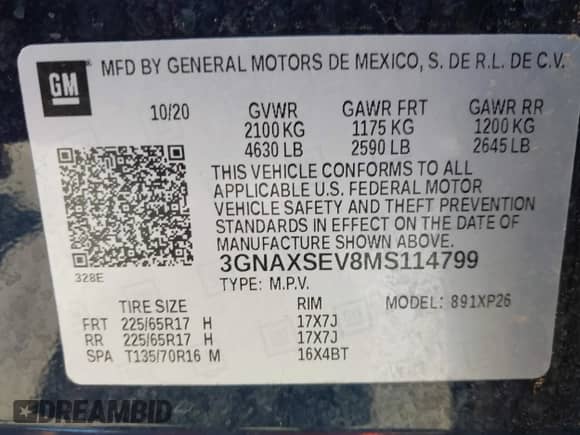 GM MFD BY GENERAL MOTORS DE MEXICO, S. DE R.L. DE C.V.
10/20 GVWR GAWR FRT GAWR RR
2100 KG 1175 KG 1200 KG
4630 LB 2590 LB 2645 LB
THIS VEHICLE CONFORMS TO ALL
APPLICABLE U.S. FEDERAL MOTOR
VEHICLE SAFETY AND THEFT PREVENTION
STANDARDS IN EFFECT ON THE DATE OF
MANUFACTURE SHOWN ABOVE.
328E 3GNAXSEV8MS114799
TYPE: M.P.V.
TIRE SIZE RIM MODEL: 891XP26
FRT 225/65R17 H 17X7J
RR 225/65R17 H 17X7J
SPA T135/70R16 M 16X4BT
DREAMBID